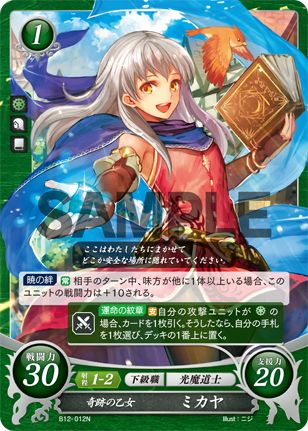 1
SAMPLE
ここはわたしたちにまかせて
どこか安全な場所に隠れていてください。
暁の絆 常 相手のターン中、味方が他に1体以上いる場合、この
ユニットの戦闘力は+10される。
運命の紋章 支 自分の攻撃ユニットが
の場合、カードを1枚引く。そうしたなら、自分の手札
を1枚選び、デッキの1番上に置く。
戦闘力
30
射程 1-2 下級職 光魔道士
支援力
20
奇跡の乙女 ミカヤ
B12-012N
Illust:ニジ